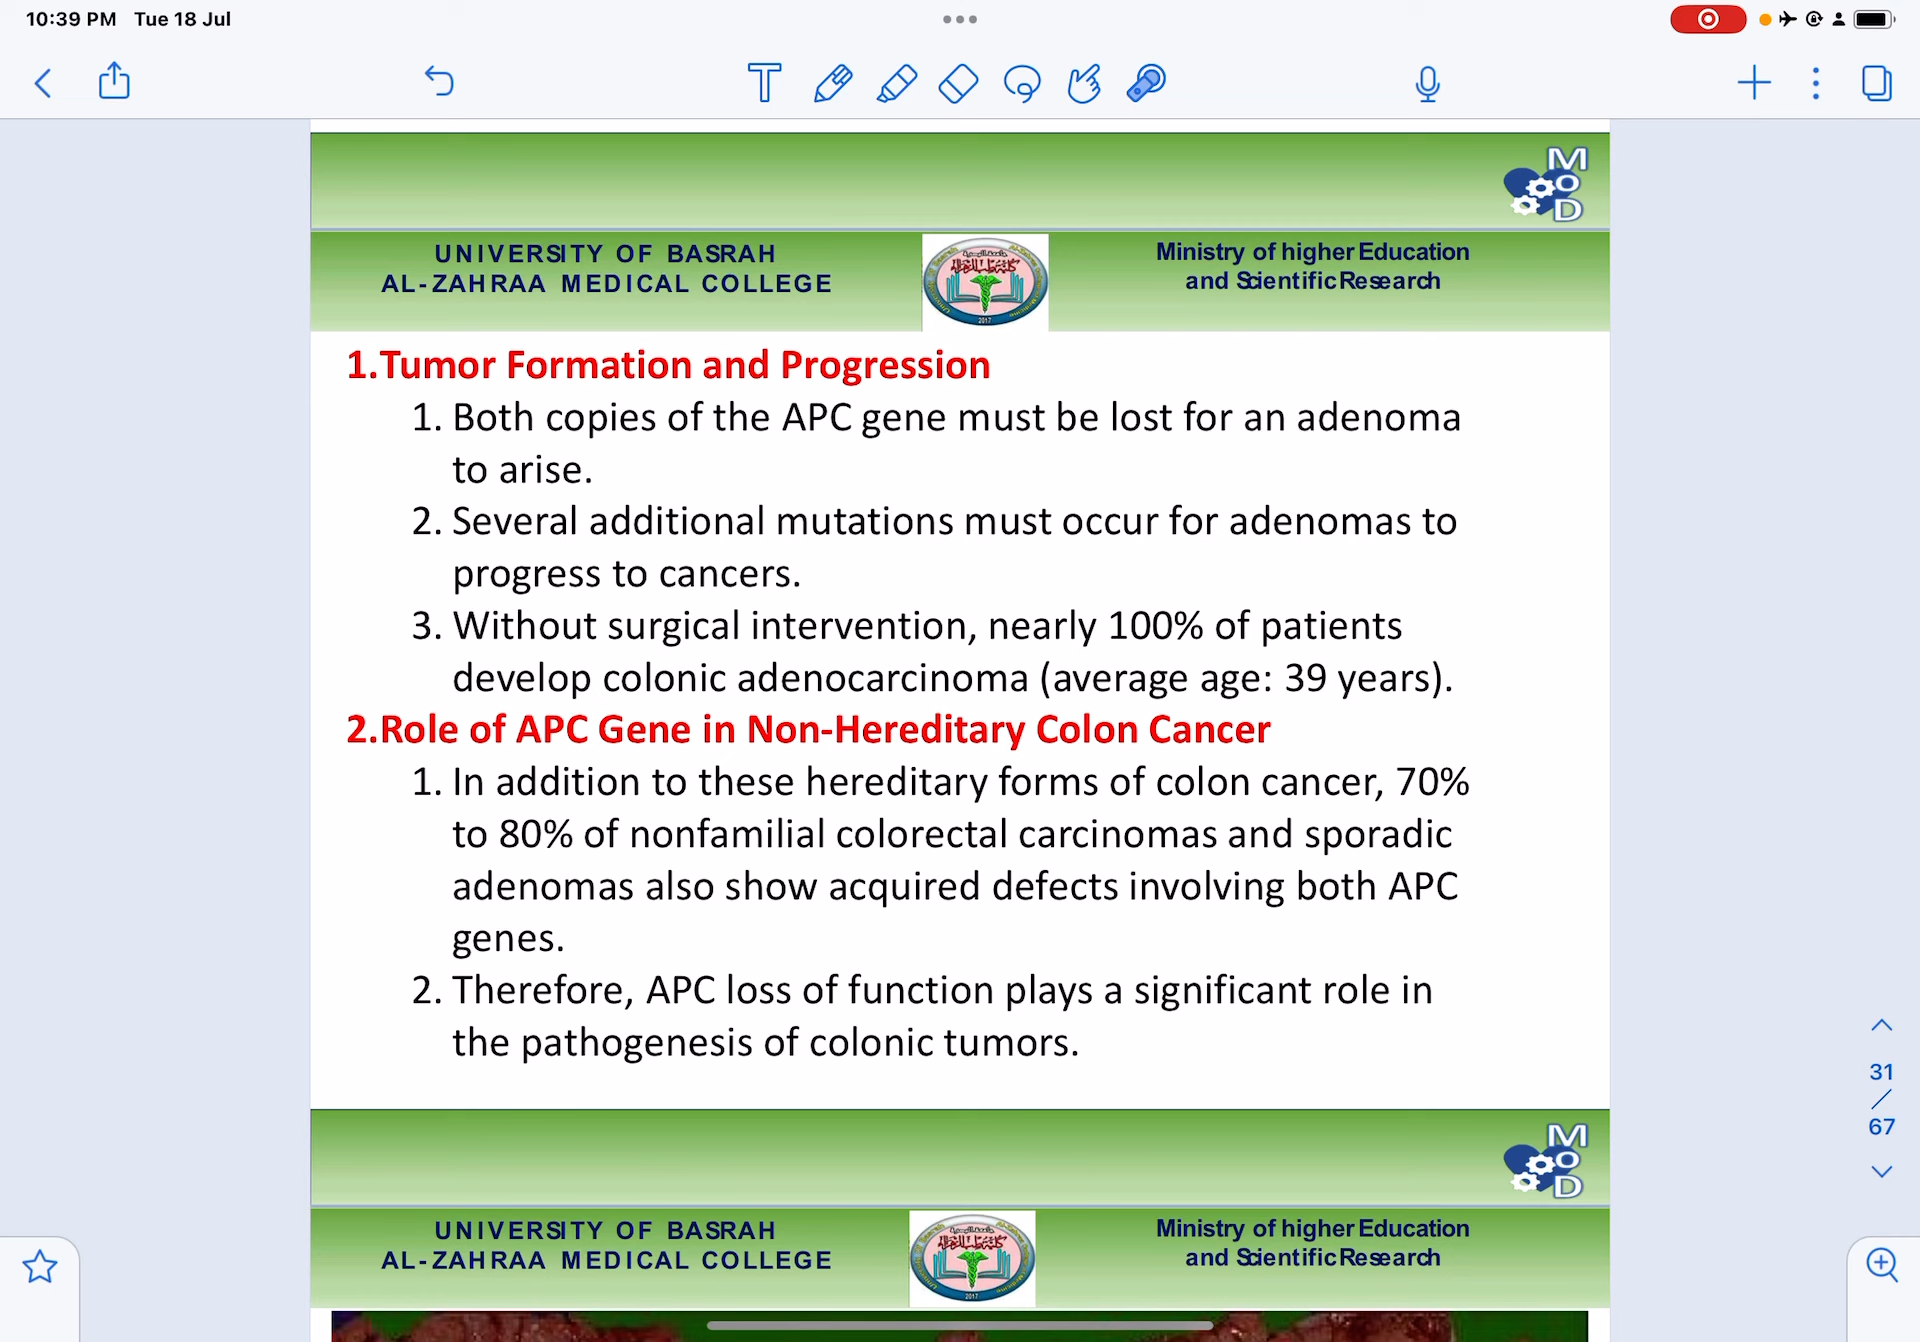 10:39 PM Tue 18 Jul
M
O
D
UNIVERSITY OF BASRAH
AL-ZAHRAA MEDICAL COLLEGE
2017
Ministry of higher Education
and Scientific Research
1.Tumor Formation and Progression
1. Both copies of the APC gene must be lost for an adenoma
to arise.
2. Several additional mutations must occur for adenomas to
progress to cancers.
3. Without surgical intervention, nearly 100% of patients
develop colonic adenocarcinoma (average age: 39 years).
2.Role of APC Gene in Non-Hereditary Colon Cancer
1. In addition to these hereditary forms of colon cancer, 70%
to 80% of nonfamilial colorectal carcinomas and sporadic
adenomas also show acquired defects involving both APC
genes.
2. Therefore, APC loss of function plays a significant role in
the pathogenesis of colonic tumors.
31
/
67
M
O
D
UNIVERSITY OF BASRAH
AL-ZAHRAA MEDICAL COLLEGE
2017
Ministry of higher Education
and Scientific Research